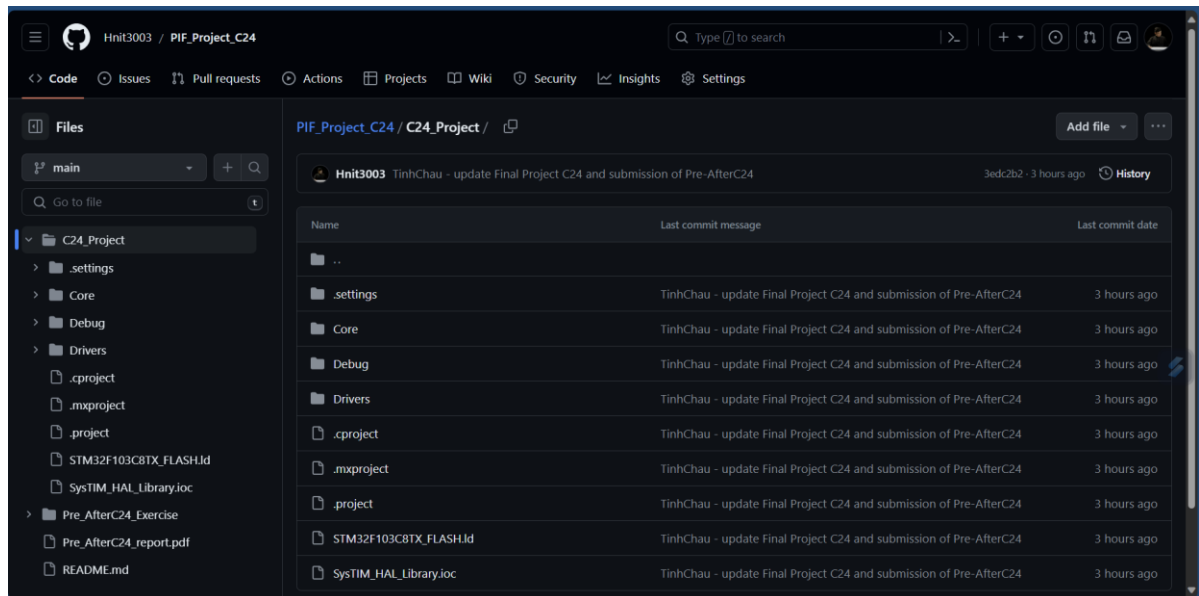 Hnit3003 / PIF_Project_C24
Type / to search
Code Issues Pull requests Actions Projects Wiki Security Insights Settings
Files
main
Go to file t
C24_Project
.settings
Core
Debug
Drivers
.cproject
.mxproject
.project
STM32F103C8TX_FLASH.ld
SysTIM_HAL_Library.ioc
Pre_AfterC24_Exercise
Pre_AfterC24_report.pdf
README.md
PIF_Project_C24 / C24_Project /
Add file
Hnit3003 TinhChau - update Final Project C24 and submission of Pre-AfterC24 3edc2b2 · 3 hours ago History
Name Last commit message Last commit date
..
.settings TinhChau - update Final Project C24 and submission of Pre-AfterC24 3 hours ago
Core TinhChau - update Final Project C24 and submission of Pre-AfterC24 3 hours ago
Debug TinhChau - update Final Project C24 and submission of Pre-AfterC24 3 hours ago
Drivers TinhChau - update Final Project C24 and submission of Pre-AfterC24 3 hours ago
.cproject TinhChau - update Final Project C24 and submission of Pre-AfterC24 3 hours ago
.mxproject TinhChau - update Final Project C24 and submission of Pre-AfterC24 3 hours ago
.project TinhChau - update Final Project C24 and submission of Pre-AfterC24 3 hours ago
STM32F103C8TX_FLASH.ld TinhChau - update Final Project C24 and submission of Pre-AfterC24 3 hours ago
SysTIM_HAL_Library.ioc TinhChau - update Final Project C24 and submission of Pre-AfterC24 3 hours ago